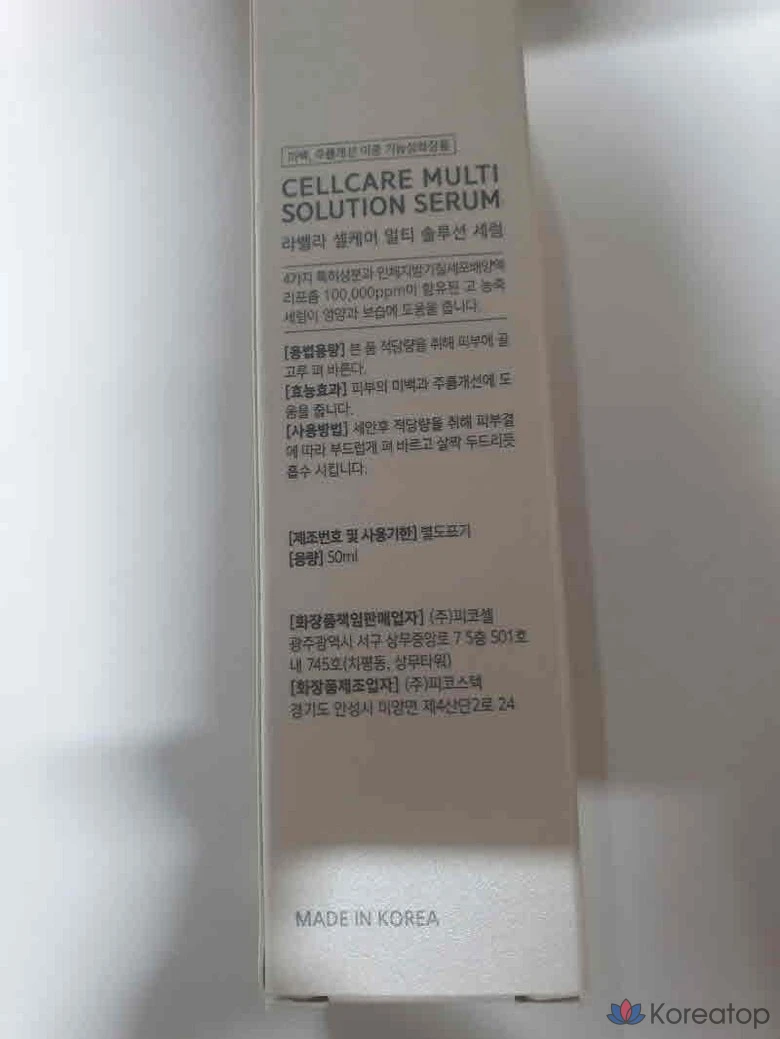 미백, 주름개선 이중 기능성화장품
CELLCARE MULTI
SOLUTION SERUM
라벨라 셀케어 멀티 솔루션 세럼
4가지 특허성분과 인체지방기질세포배양액
리포좀 100,000ppm이 함유된 고 농축
세럼이 영양과 보습에 도움을 줍니다.
[용법용량] 본 품 적당량을 취해 피부에 골
고루 펴 바른다.
[효능효과] 피부의 미백과 주름개선에 도
움을 줍니다.
[사용방법] 세안후 적당량을 취해 피부결
에 따라 부드럽게 펴 바르고 살짝 두드리듯
흡수 시킵니다.
[제조번호 및 사용기한] 별도표기
[용량] 50ml
[화장품책임판매업자] (주)피코셀
광주광역시 서구 상무중앙로 7 5층 501호
내 745호(치평동, 상무타워)
[화장품제조업자] (주)피코스텍
경기도 안성시 미양면 제4산단2로 24
MADE IN KOREA
Koreatop